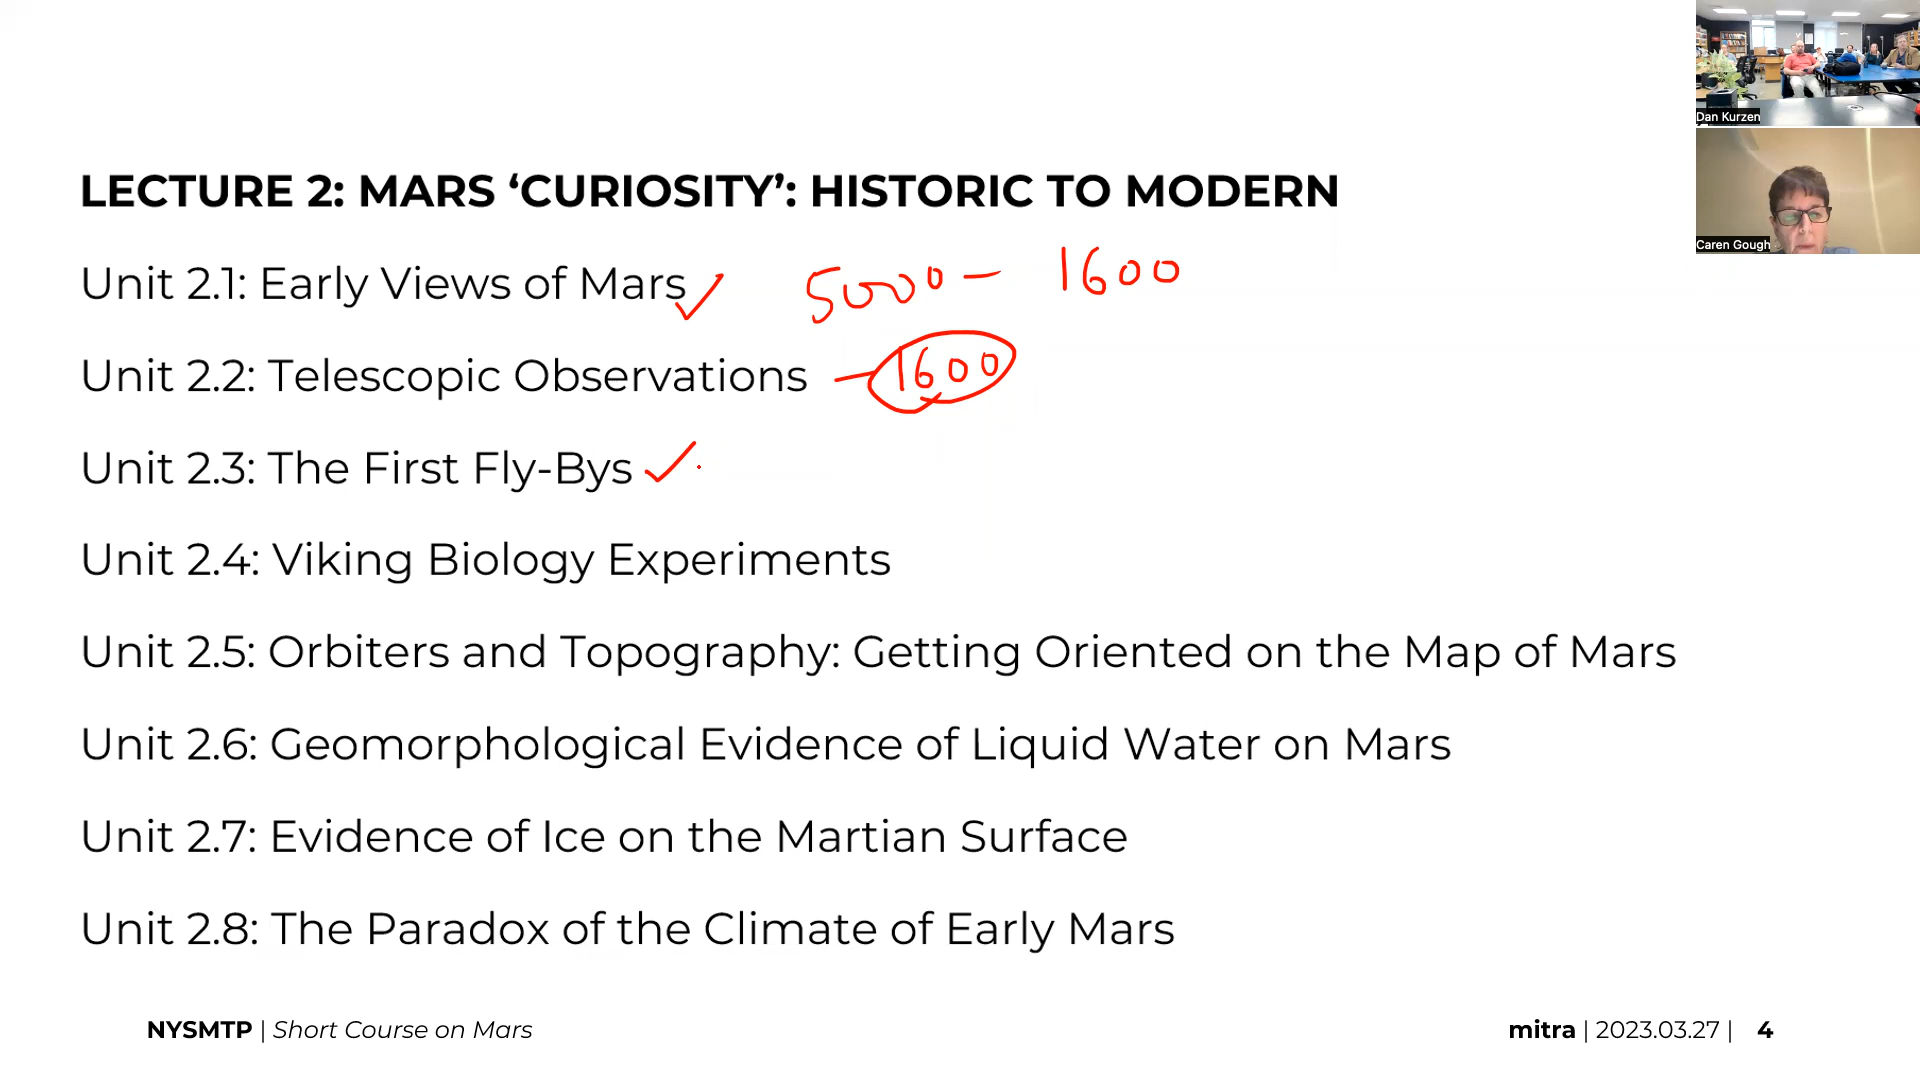 Dan Kurzen
Caren Gough
LECTURE 2: MARS ‘CURIOSITY’: HISTORIC TO MODERN
Unit 2.1: Early Views of Mars ✓ 5000 – 1600
Unit 2.2: Telescopic Observations – 1600
Unit 2.3: The First Fly-Bys ✓
Unit 2.4: Viking Biology Experiments
Unit 2.5: Orbiters and Topography: Getting Oriented on the Map of Mars
Unit 2.6: Geomorphological Evidence of Liquid Water on Mars
Unit 2.7: Evidence of Ice on the Martian Surface
Unit 2.8: The Paradox of the Climate of Early Mars
NYSMTP | Short Course on Mars
mitra | 2023.03.27 | 4